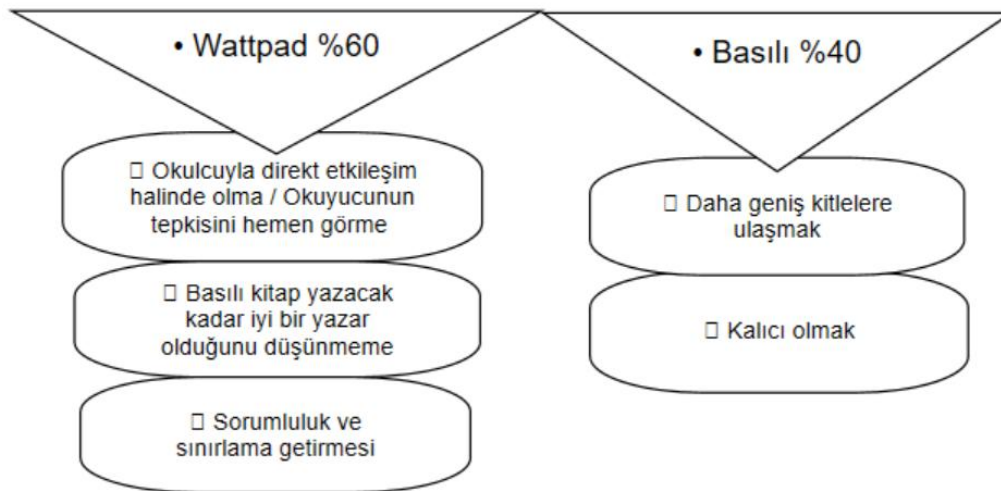 • Wattpad %60
□ Okulcuyla direkt etkileşim
halinde olma / Okuyucunun
tepkisini hemen görme
□ Basılı kitap yazacak
kadar iyi bir yazar
olduğunu düşünmeme
□ Sorumluluk ve
sınırlama getirmesi
• Basılı %40
□ Daha geniş kitlelere
ulaşmak
□ Kalıcı olmak